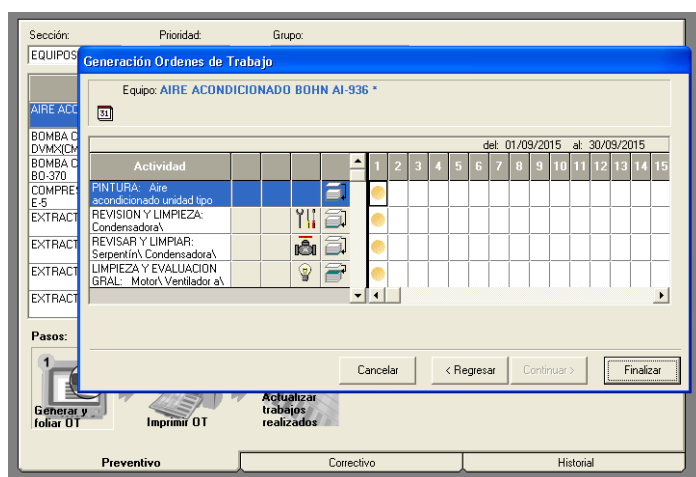 Sección: Prioridad: Grupo:
EQUIPOS
Generación Ordenes de Trabajo
Equipo: AIRE ACONDICIONADO BOHN AI-936 *
31
del: 01/09/2015 al: 30/09/2015
Actividad 1 2 3 4 5 6 7 8 9 10 11 12 13 14 15
PINTURA: Aire
acondicionado unidad tipo
REVISION Y LIMPIEZA:
Condensadora\
REVISAR Y LIMPIAR:
Serpentín\ Condensadora\
LIMPIEZA Y EVALUACION
GRAL: Motor\ Ventilador a\
AIRE ACC
BOMBA C
DVMX(CM
BOMBA C
BO-370
COMPRES
E-5
EXTRACT
EXTRACT
EXTRACT
EXTRACT
Cancelar < Regresar Continuar > Finalizar
Pasos:
1
Generar y
foliar OT
Imprimir OT
Actualizar
trabajos
realizados
Preventivo Correctivo Historial